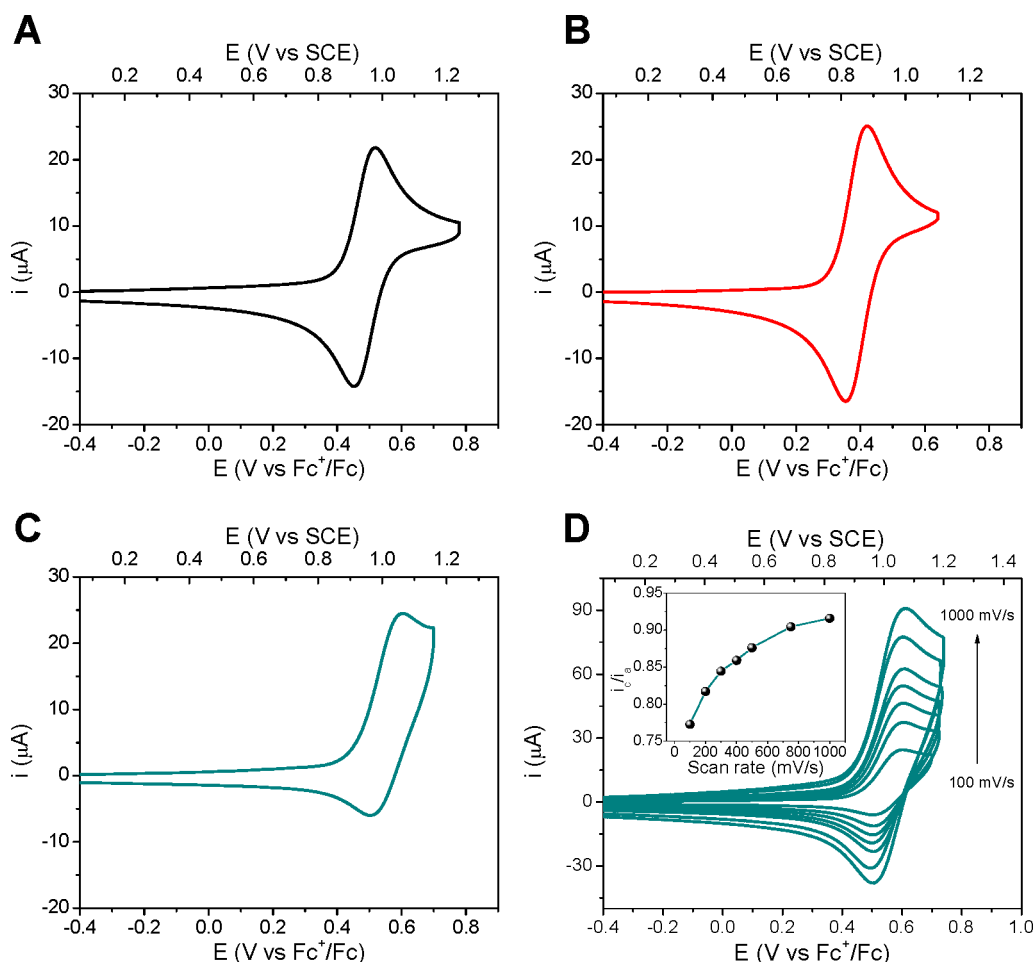 A
E (V vs SCE)
0.2 0.4 0.6 0.8 1.0 1.2
30
20
10
0
-10
-20
i (μA)
-0.4 -0.2 0.0 0.2 0.4 0.6 0.8
E (V vs Fc⁺/Fc)
B
E (V vs SCE)
0.2 0.4 0.6 0.8 1.0 1.2
30
20
10
0
-10
-20
i (μA)
-0.4 -0.2 0.0 0.2 0.4 0.6 0.8
E (V vs Fc⁺/Fc)
C
E (V vs SCE)
0.2 0.4 0.6 0.8 1.0 1.2
30
20
10
0
-10
-20
i (μA)
-0.4 -0.2 0.0 0.2 0.4 0.6 0.8
E (V vs Fc⁺/Fc)
D
E (V vs SCE)
0.2 0.4 0.6 0.8 1.0 1.2 1.4
90
60
30
0
-30
i (μA)
0.95
0.90
0.85
0.80
0.75
i_c/i_a
0 200 400 600 800 1000
Scan rate (mV/s)
1000 mV/s
100 mV/s
-0.4 -0.2 0.0 0.2 0.4 0.6 0.8 1.0
E (V vs Fc⁺/Fc)